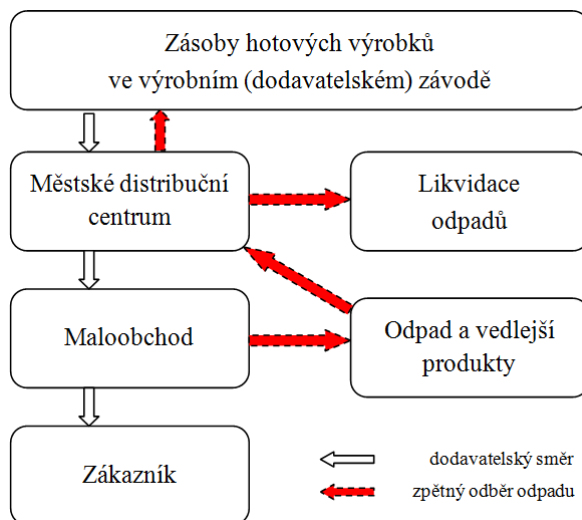 Zásoby hotových výrobků
ve výrobním (dodavatelském) závodě
Městské distribuční
centrum
Likvidace
odpadů
Maloobchod
Odpad a vedlejší
produkty
Zákazník
dodavatelský směr
zpětný odběr odpadu